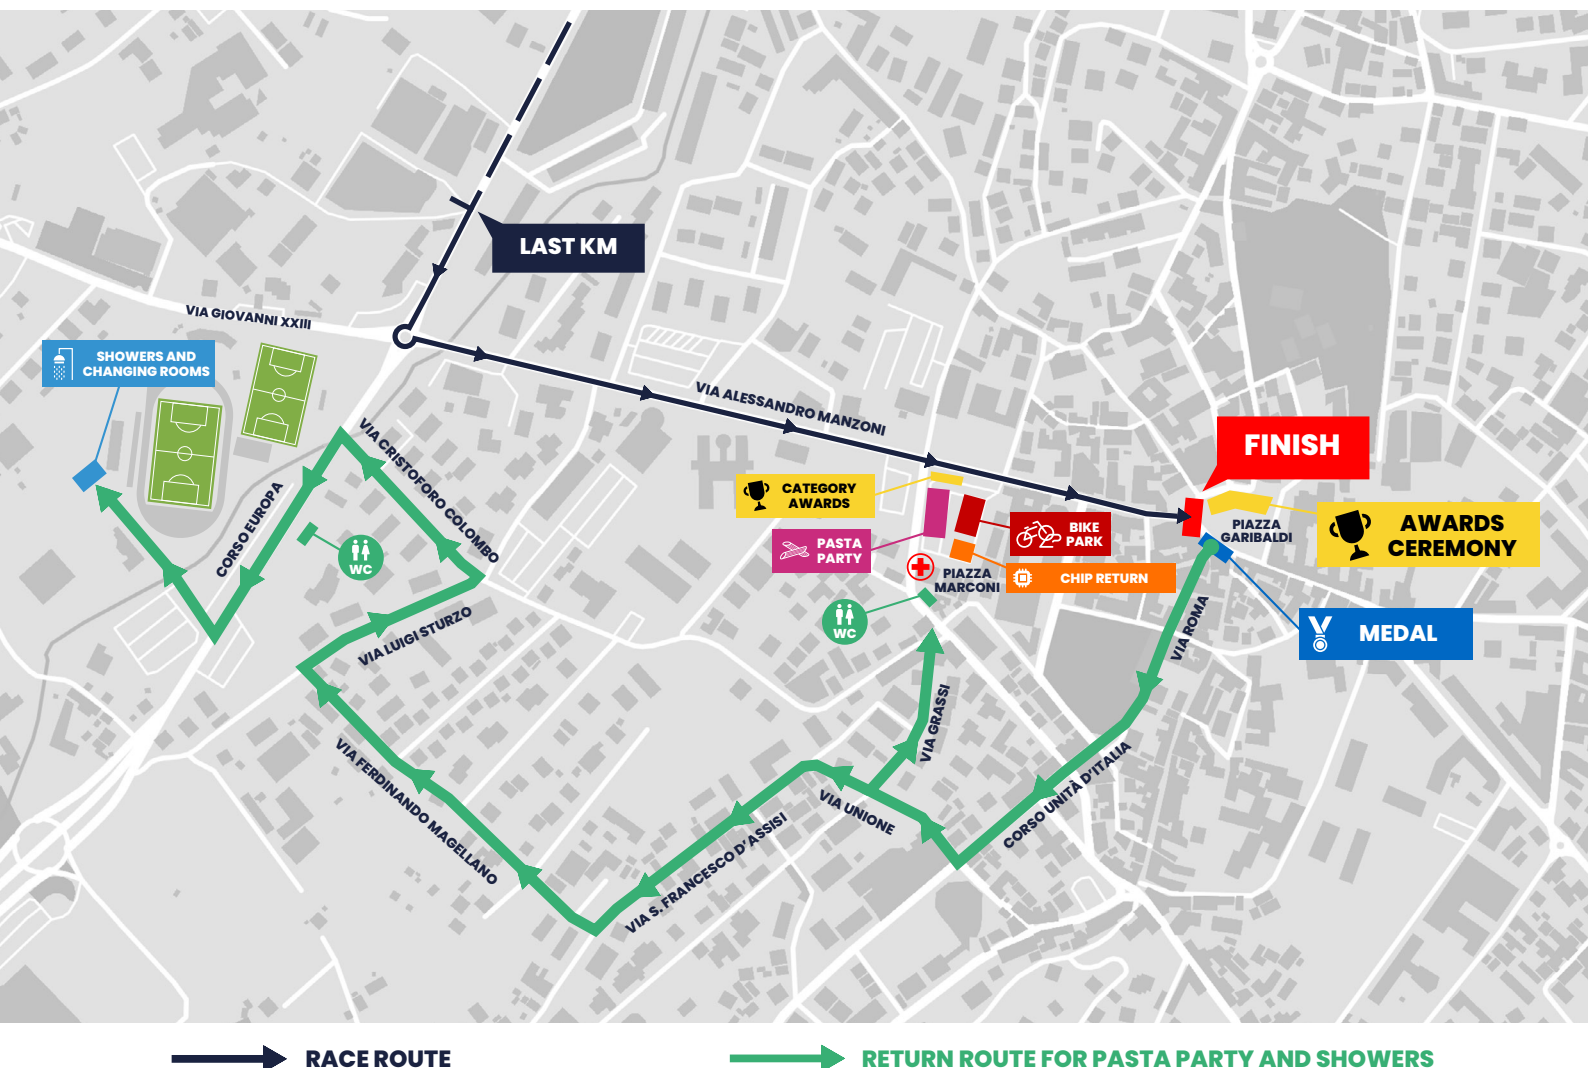 LAST KM
VIA GIOVANNI XXIII
SHOWERS AND
CHANGING ROOMS
VIA ALESSANDRO MANZONI
VIA CRISTOFORO COLOMBO
FINISH
CATEGORY
AWARDS
CORSO EUROPA
AWARDS
CEREMONY
PIAZZA
GARIBALDI
BIKE
PARK
PASTA
PARTY
WC
PIAZZA
MARCONI
CHIP RETURN
WC
VIA LUIGI STURZO
VIA ROMA
MEDAL
VIA GRASSI
VIA FERDINANDO MAGELLANO
VIA UNIONE
CORSO UNITÀ D'ITALIA
VIA S. FRANCESCO D'ASSISI
RACE ROUTE
RETURN ROUTE FOR PASTA PARTY AND SHOWERS